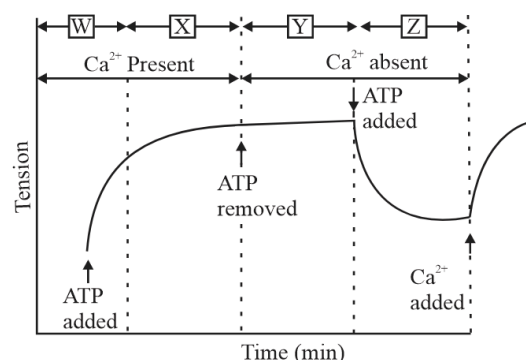 W X Y Z
Ca²⁺ Present Ca²⁺ absent
ATP
added
Tension
ATP
removed
ATP
added
Ca²⁺
added
Time (min)